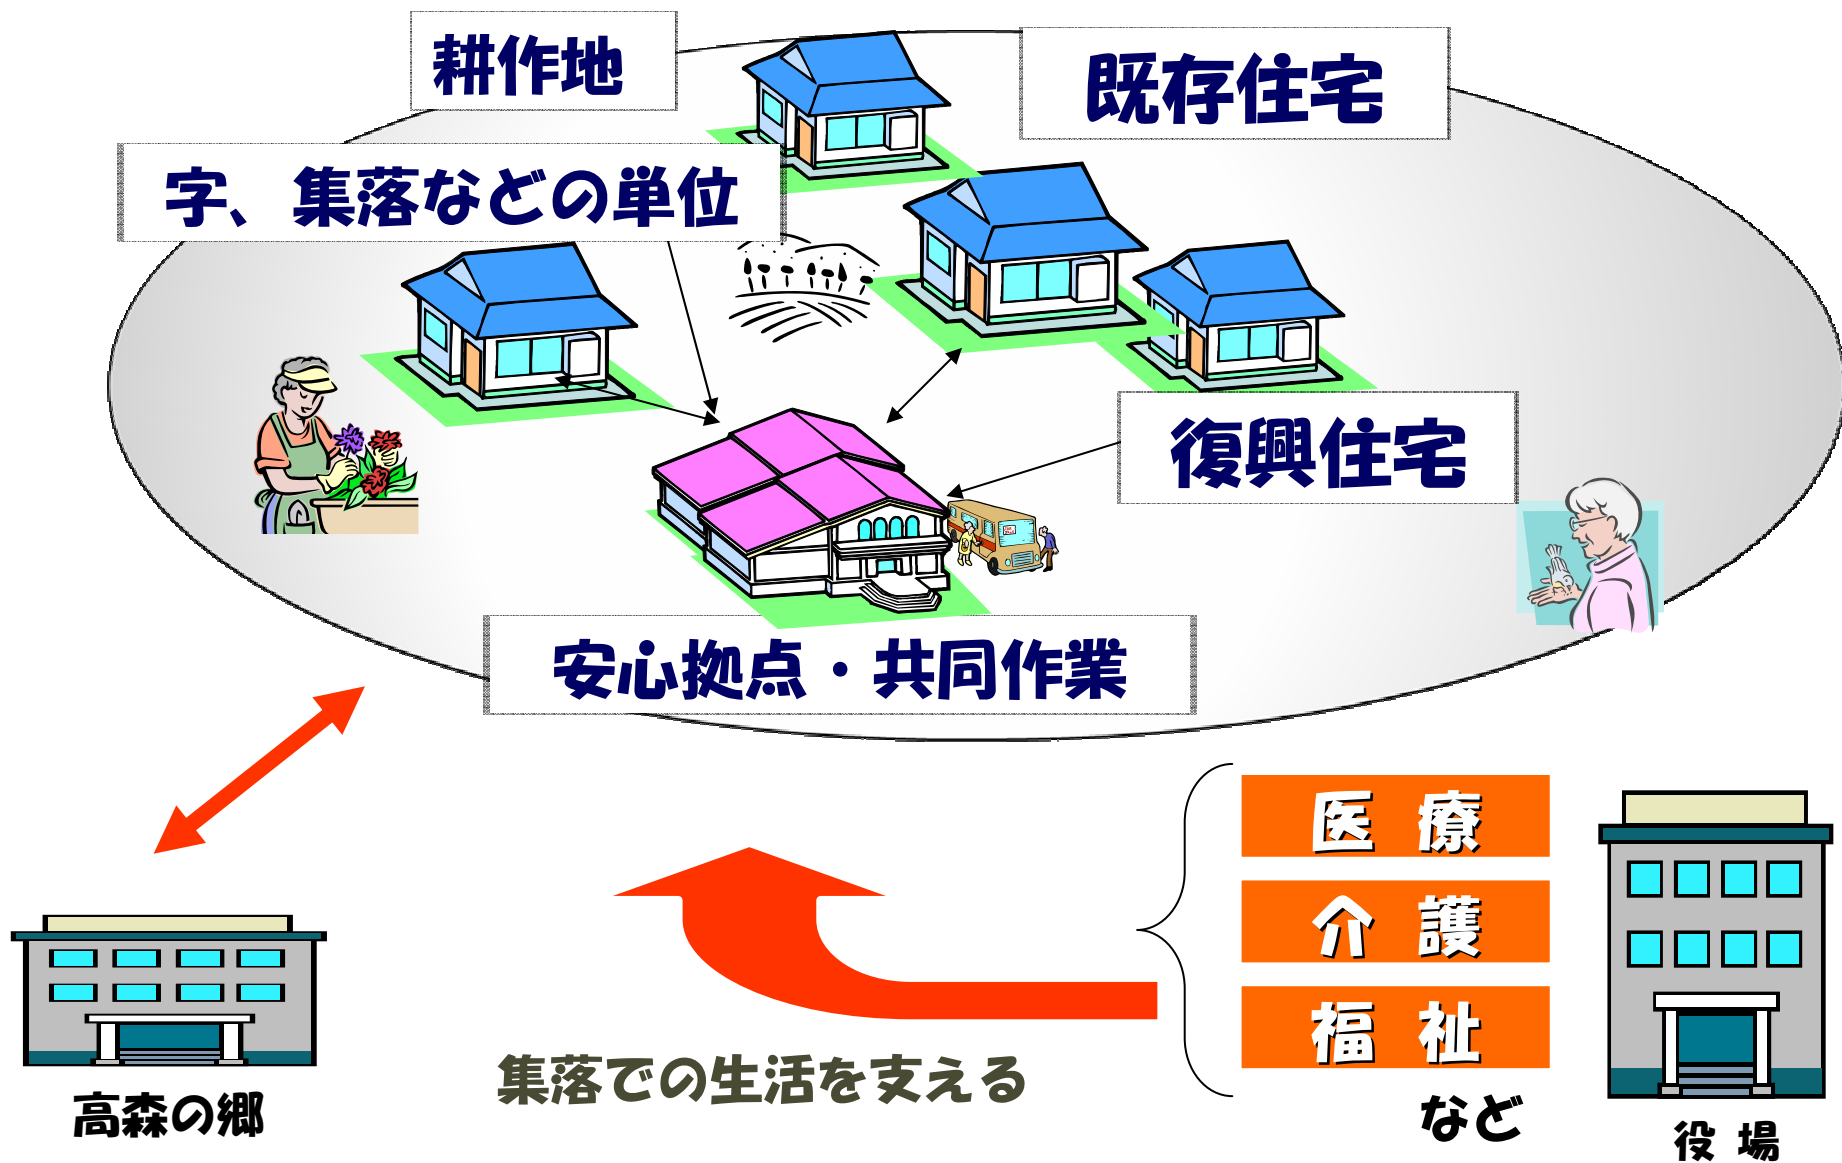 耕作地
既存住宅
字、集落などの単位
復興住宅
安心拠点・共同作業
医 療
介 護
福 祉
など
集落での生活を支える
高森の郷
役 場